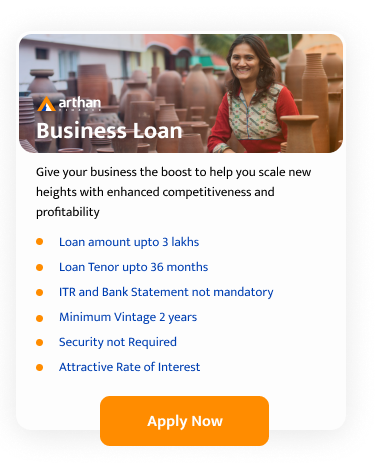 arthan
FINANCE
Business Loan
Give your business the boost to help you scale new
heights with enhanced competitiveness and
profitability
Loan amount upto 3 lakhs
Loan Tenor upto 36 months
ITR and Bank Statement not mandatory
Minimum Vintage 2 years
Security not Required
Attractive Rate of Interest
Apply Now